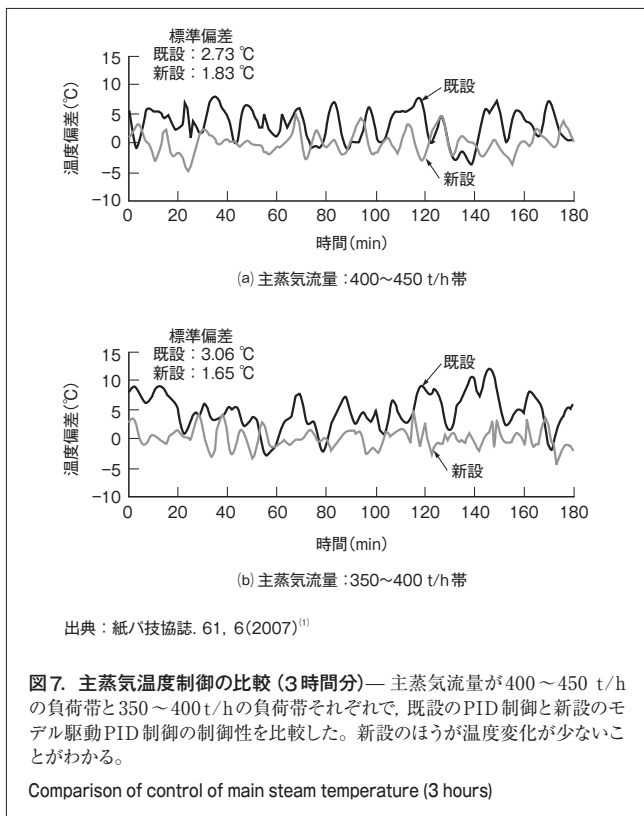 標準偏差
既設：2.73 ℃
新設：1.83 ℃
温度偏差(℃)
15
10
5
0
−5
−10
既設
新設
0 20 40 60 80 100 120 140 160 180
時間(min)
(a) 主蒸気流量：400～450 t/h 帯
標準偏差
既設：3.06 ℃
新設：1.65 ℃
温度偏差(℃)
15
10
5
0
−5
−10
既設
新設
0 20 40 60 80 100 120 140 160 180
時間(min)
(b) 主蒸気流量：350～400 t/h 帯
出典：紙パ技協誌. 61, 6(2007)⁽¹⁾
図7. 主蒸気温度制御の比較（3時間分）— 主蒸気流量が400～450 t/h
の負荷帯と350～400 t/hの負荷帯それぞれで，既設のPID制御と新設のモ
デル駆動PID制御の制御性を比較した。新設のほうが温度変化が少ないこ
とがわかる。
Comparison of control of main steam temperature (3 hours)